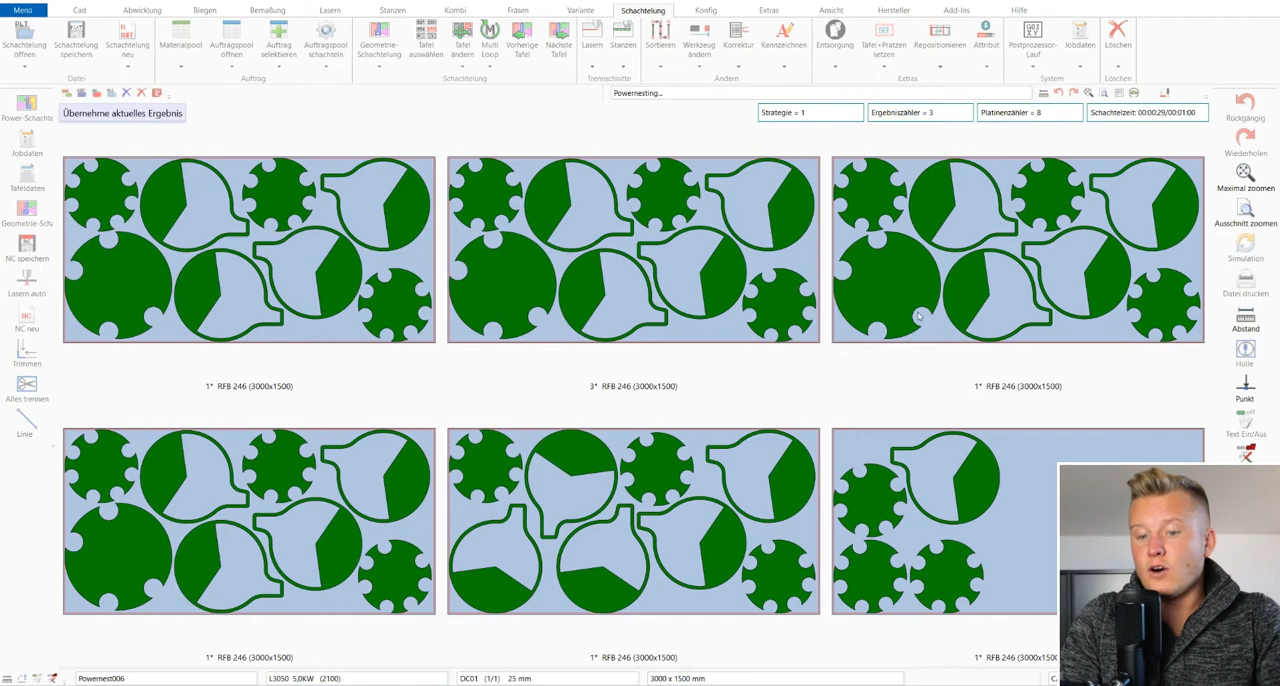 Menü Cad Abwicklung Biegen Bemaßung Lasern Stanzen Kombi Fräsen Variante Schachtelung Konfig Extras Ansicht Hersteller Add-Ins Hilfe
Schachtelung öffnen
Schachtelung speichern
Schachtelung neu
Materialpool
Auftragspool öffnen
Auftrag selektieren
Auftragspool schachteln
Geometrie-Schachtelung
Tafel auswählen
Tafel ändern
Multi Loop
Vorherige Tafel
Nächste Tafel
Lasern
Stanzen
Sortieren
Werkzeug ändern
Korrektur
Kennzeichnen
Entsorgung
Tafel+Pratzen setzen
Repositionieren
Attribut
Postprozessor-Lauf
Jobdaten
Löschen
Datei Auftrag Schachtelung Trennschnitte Ändern Extras System Löschen
Powernesting...
Übernehme aktuelles Ergebnis
Strategie = 1
Ergebniszähler = 3
Platinenzähler = 8
Schachtelzeit: 00:00:29/00:01:00
Power-Schachte
Jobdaten
Tafeldaten
Geometrie-Scha
NC speichern
Lasern auto
NC neu
Trimmen
Alles trennen
Linie
Rückgängig
Wiederholen
Maximal zoomen
Ausschnitt zoomen
Simulation
Datei drucken
Abstand
Hülle
Punkt
Text Ein/Aus
1* RFB 246 (3000x1500)
3* RFB 246 (3000x1500)
1* RFB 246 (3000x1500)
1* RFB 246 (3000x1500)
1* RFB 246 (3000x1500)
1* RFB 246 (3000x150
Powernest006
L3050 5,0KW (2100)
DC01 (1/1) 25 mm
3000 x 1500 mm